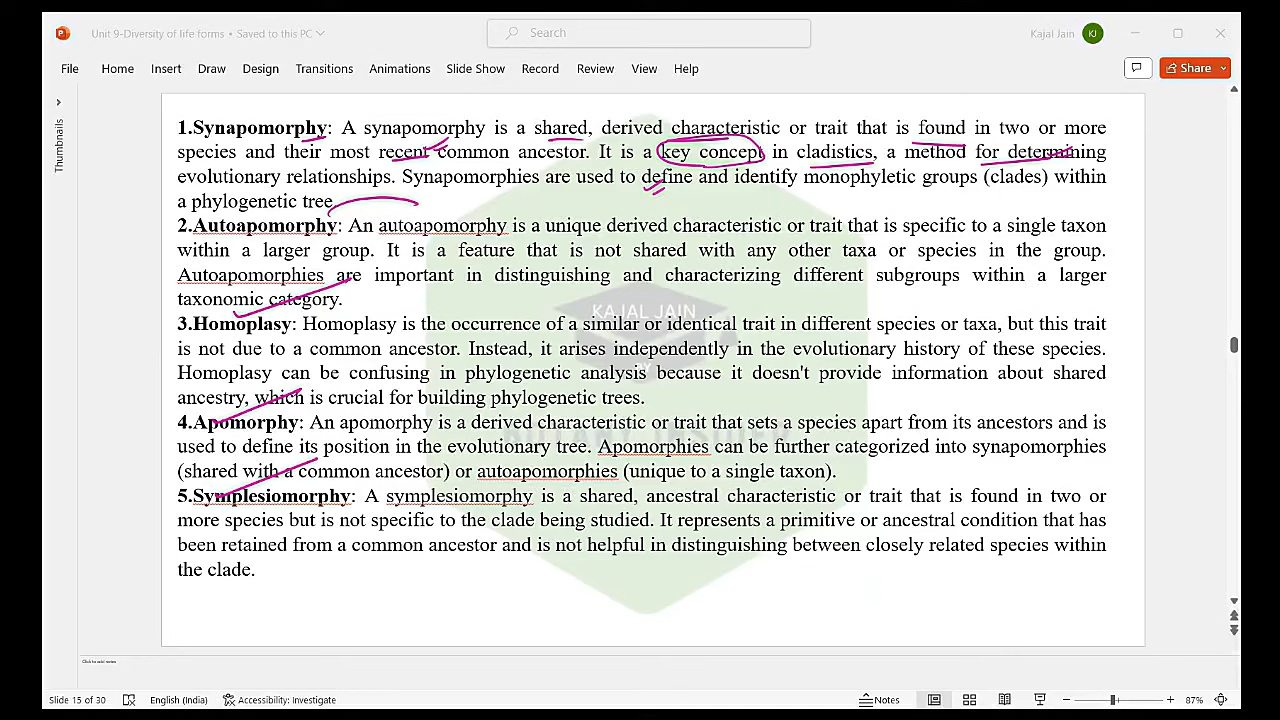 Unit 9-Diversity of life forms • Saved to this PC
Search
Kajal Jain
KJ
File Home Insert Draw Design Transitions Animations Slide Show Record Review View Help
Share
Thumbnails
1.Synapomorphy: A synapomorphy is a shared, derived characteristic or trait that is found in two or more
species and their most recent common ancestor. It is a key concept in cladistics, a method for determining
evolutionary relationships. Synapomorphies are used to define and identify monophyletic groups (clades) within
a phylogenetic tree.
2.Autoapomorphy: An autoapomorphy is a unique derived characteristic or trait that is specific to a single taxon
within a larger group. It is a feature that is not shared with any other taxa or species in the group.
Autoapomorphies are important in distinguishing and characterizing different subgroups within a larger
taxonomic category.
KAJAL JAIN
3.Homoplasy: Homoplasy is the occurrence of a similar or identical trait in different species or taxa, but this trait
is not due to a common ancestor. Instead, it arises independently in the evolutionary history of these species.
Homoplasy can be confusing in phylogenetic analysis because it doesn't provide information about shared
ancestry, which is crucial for building phylogenetic trees.
4.Apomorphy: An apomorphy is a derived characteristic or trait that sets a species apart from its ancestors and is
used to define its position in the evolutionary tree. Apomorphies can be further categorized into synapomorphies
(shared with a common ancestor) or autoapomorphies (unique to a single taxon).
5.Symplesiomorphy: A symplesiomorphy is a shared, ancestral characteristic or trait that is found in two or
more species but is not specific to the clade being studied. It represents a primitive or ancestral condition that has
been retained from a common ancestor and is not helpful in distinguishing between closely related species within
the clade.
Click to add notes
Slide 15 of 30 English (India) Accessibility: Investigate Notes 87%